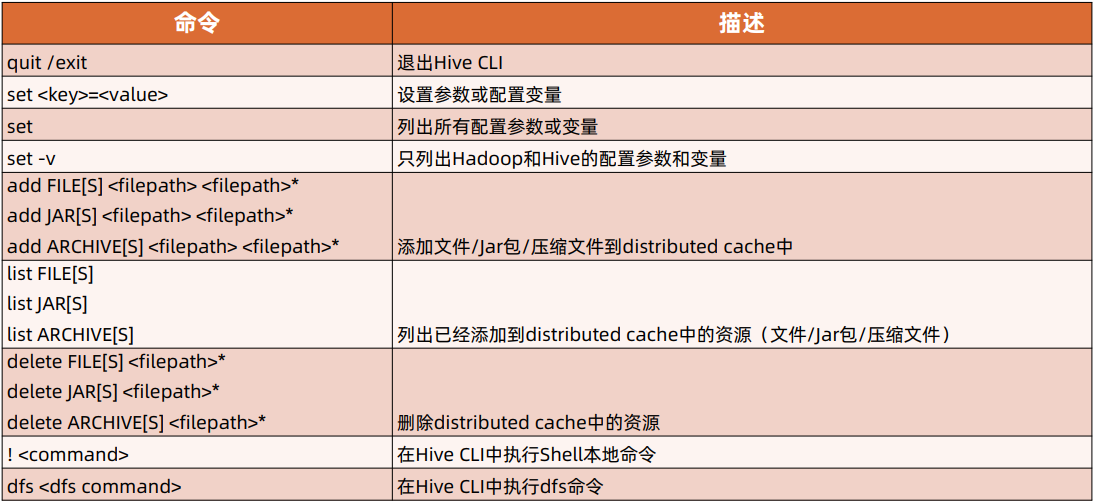 命令 描述
quit /exit 退出Hive CLI
set <key>=<value> 设置参数或配置变量
set 列出所有配置参数或变量
set -v 只列出Hadoop和Hive的配置参数和变量
add FILE[S] <filepath> <filepath>*
add JAR[S] <filepath> <filepath>*
add ARCHIVE[S] <filepath> <filepath>* 添加文件/Jar包/压缩文件到distributed cache中
list FILE[S]
list JAR[S]
list ARCHIVE[S] 列出已经添加到distributed cache中的资源（文件/Jar包/压缩文件）
delete FILE[S] <filepath>*
delete JAR[S] <filepath>*
delete ARCHIVE[S] <filepath>* 删除distributed cache中的资源
! <command> 在Hive CLI中执行Shell本地命令
dfs <dfs command> 在Hive CLI中执行dfs命令